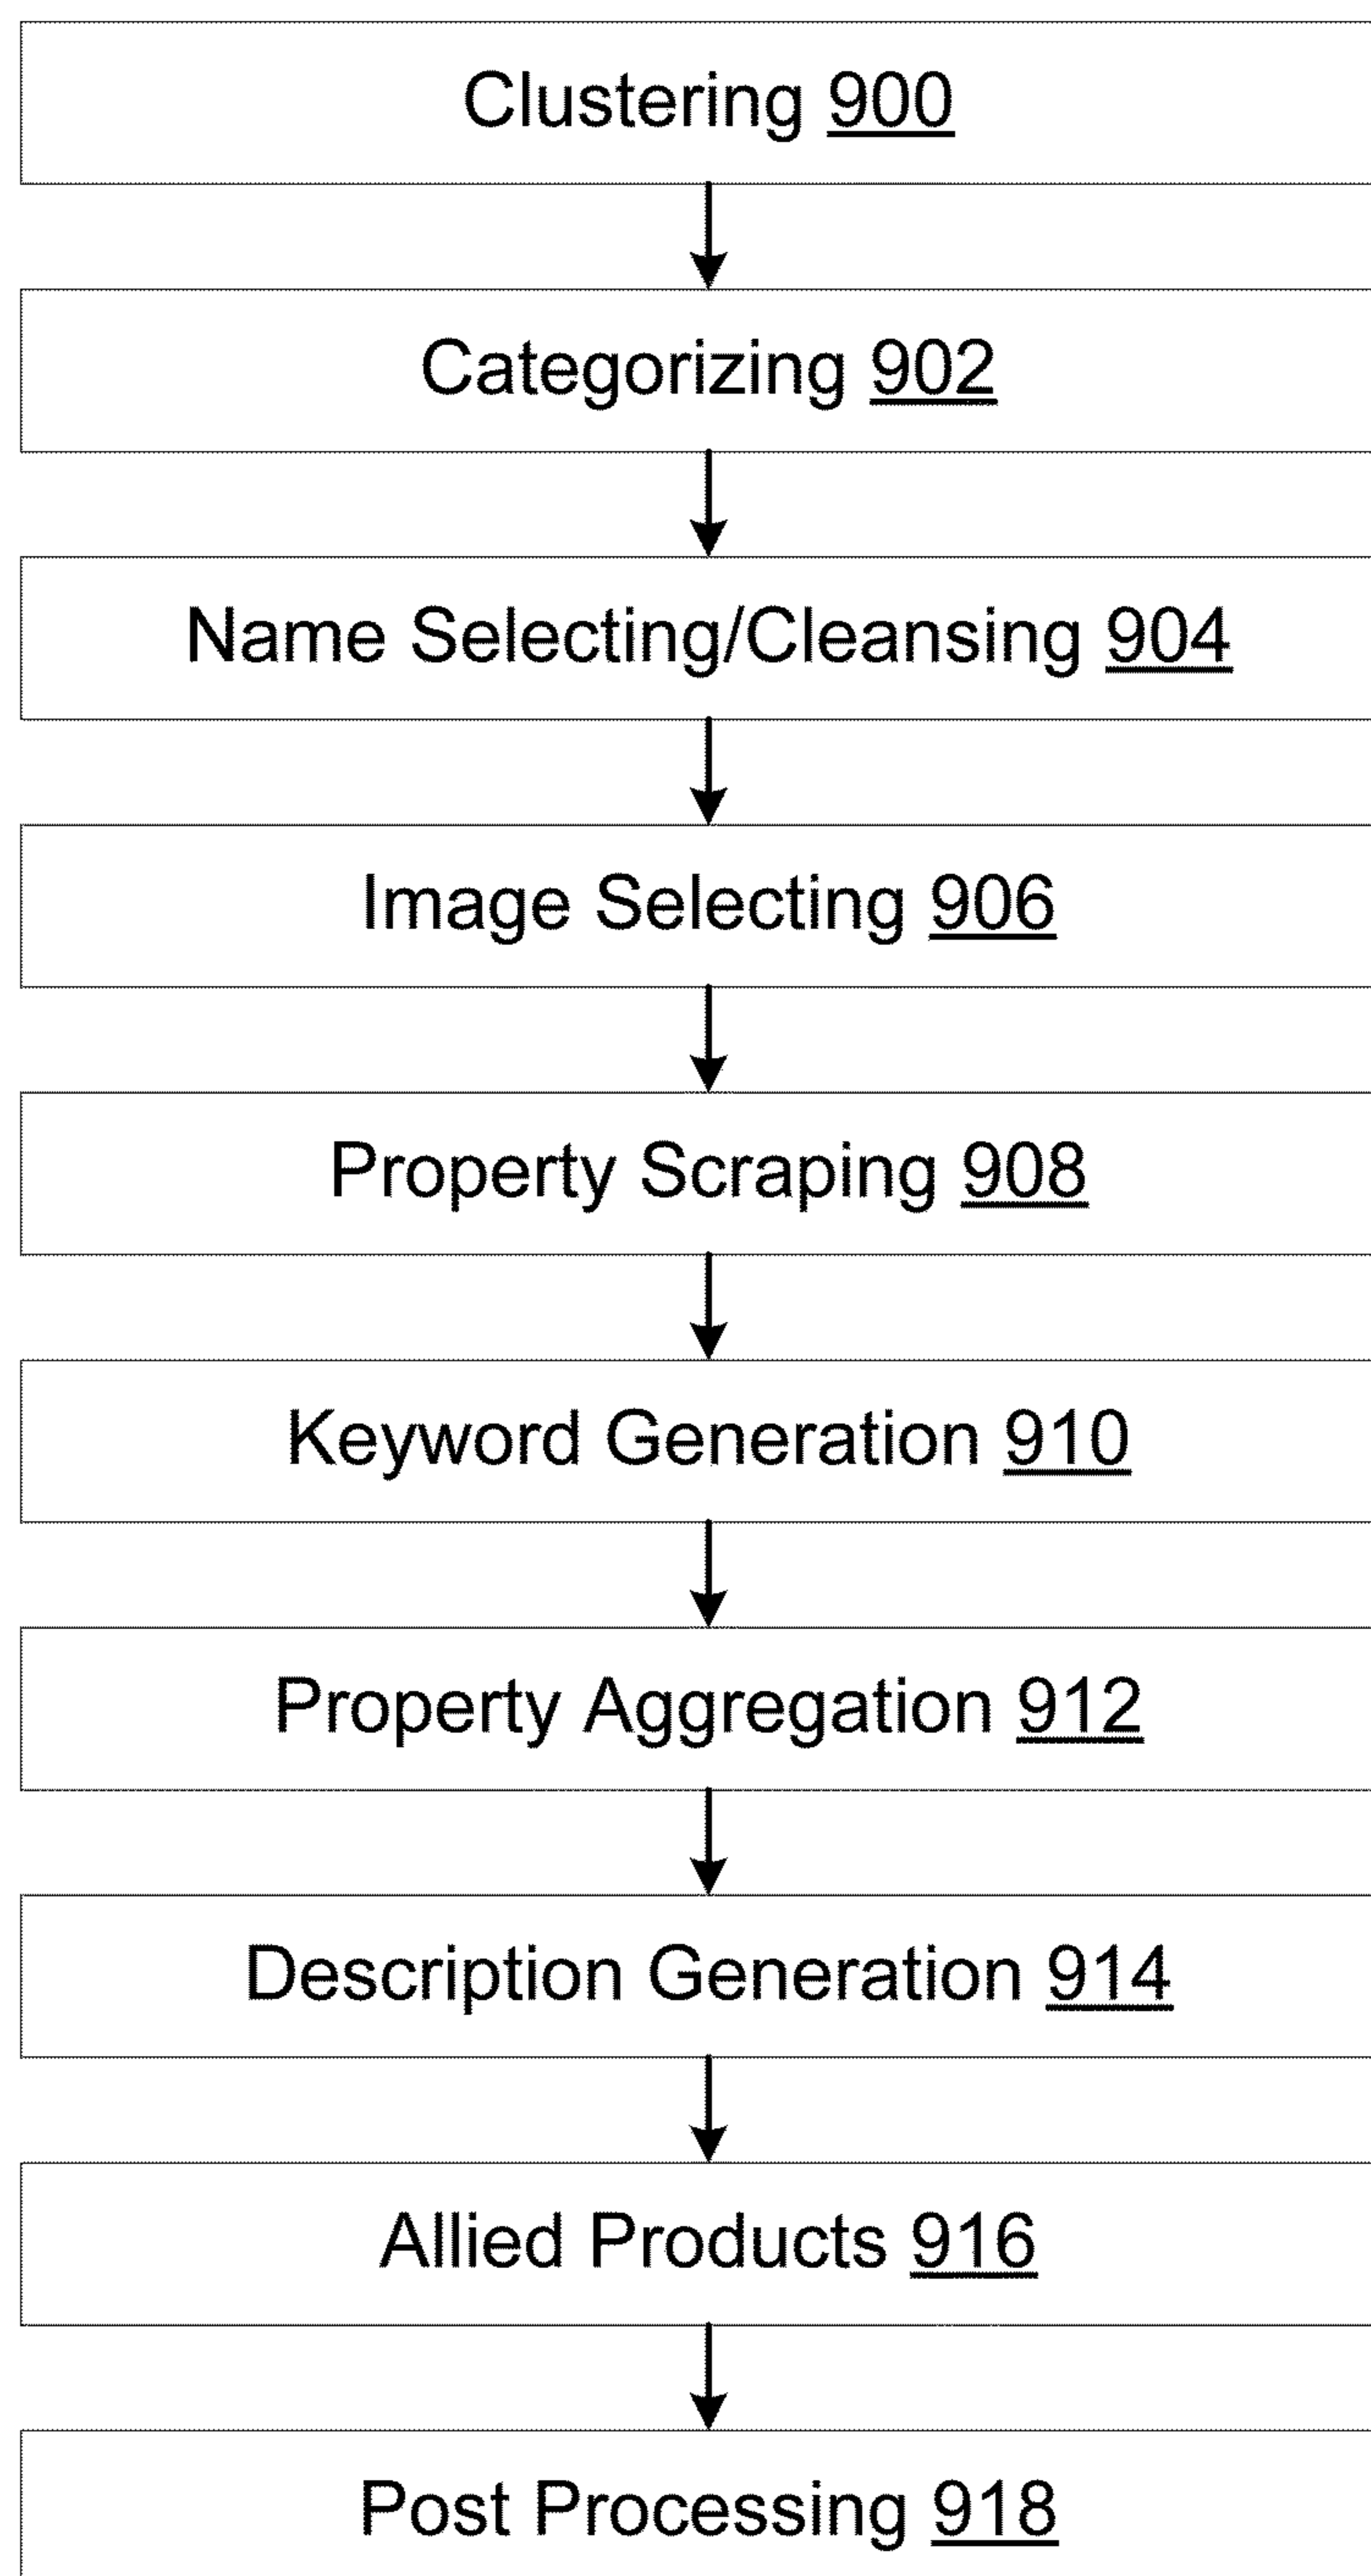 Clustering 900
Categorizing 902
Name Selecting/Cleansing 904
Image Selecting 906
Property Scraping 908
Keyword Generation 910
Property Aggregation 912
Description Generation 914
Allied Products 916
Post Processing 918